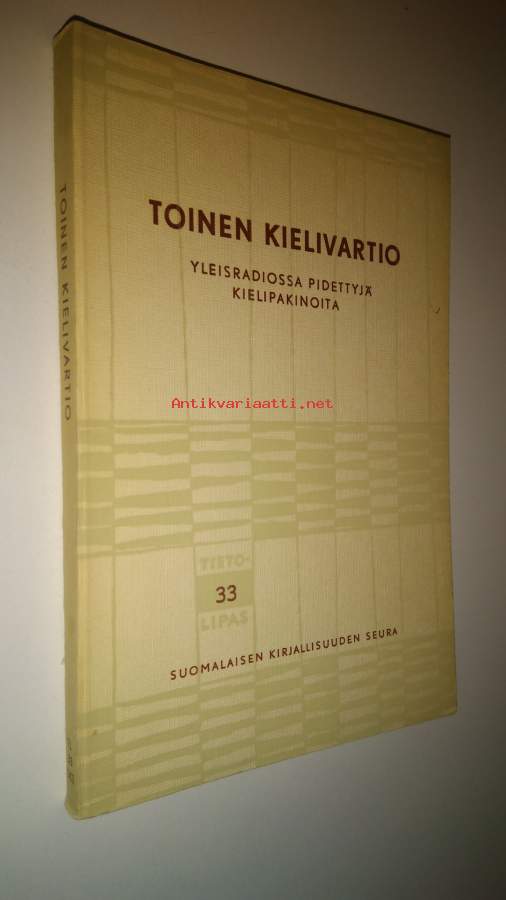 TOINEN KIELIVARTIO
YLEISRADIOSSA PIDETTYJÄ
KIELIPAKINOITA
Antikvariaatti.net
TIETO-
33
LIPAS
SUOMALAISEN KIRJALLISUUDEN SEURA
TOINEN KIELIVARTIO